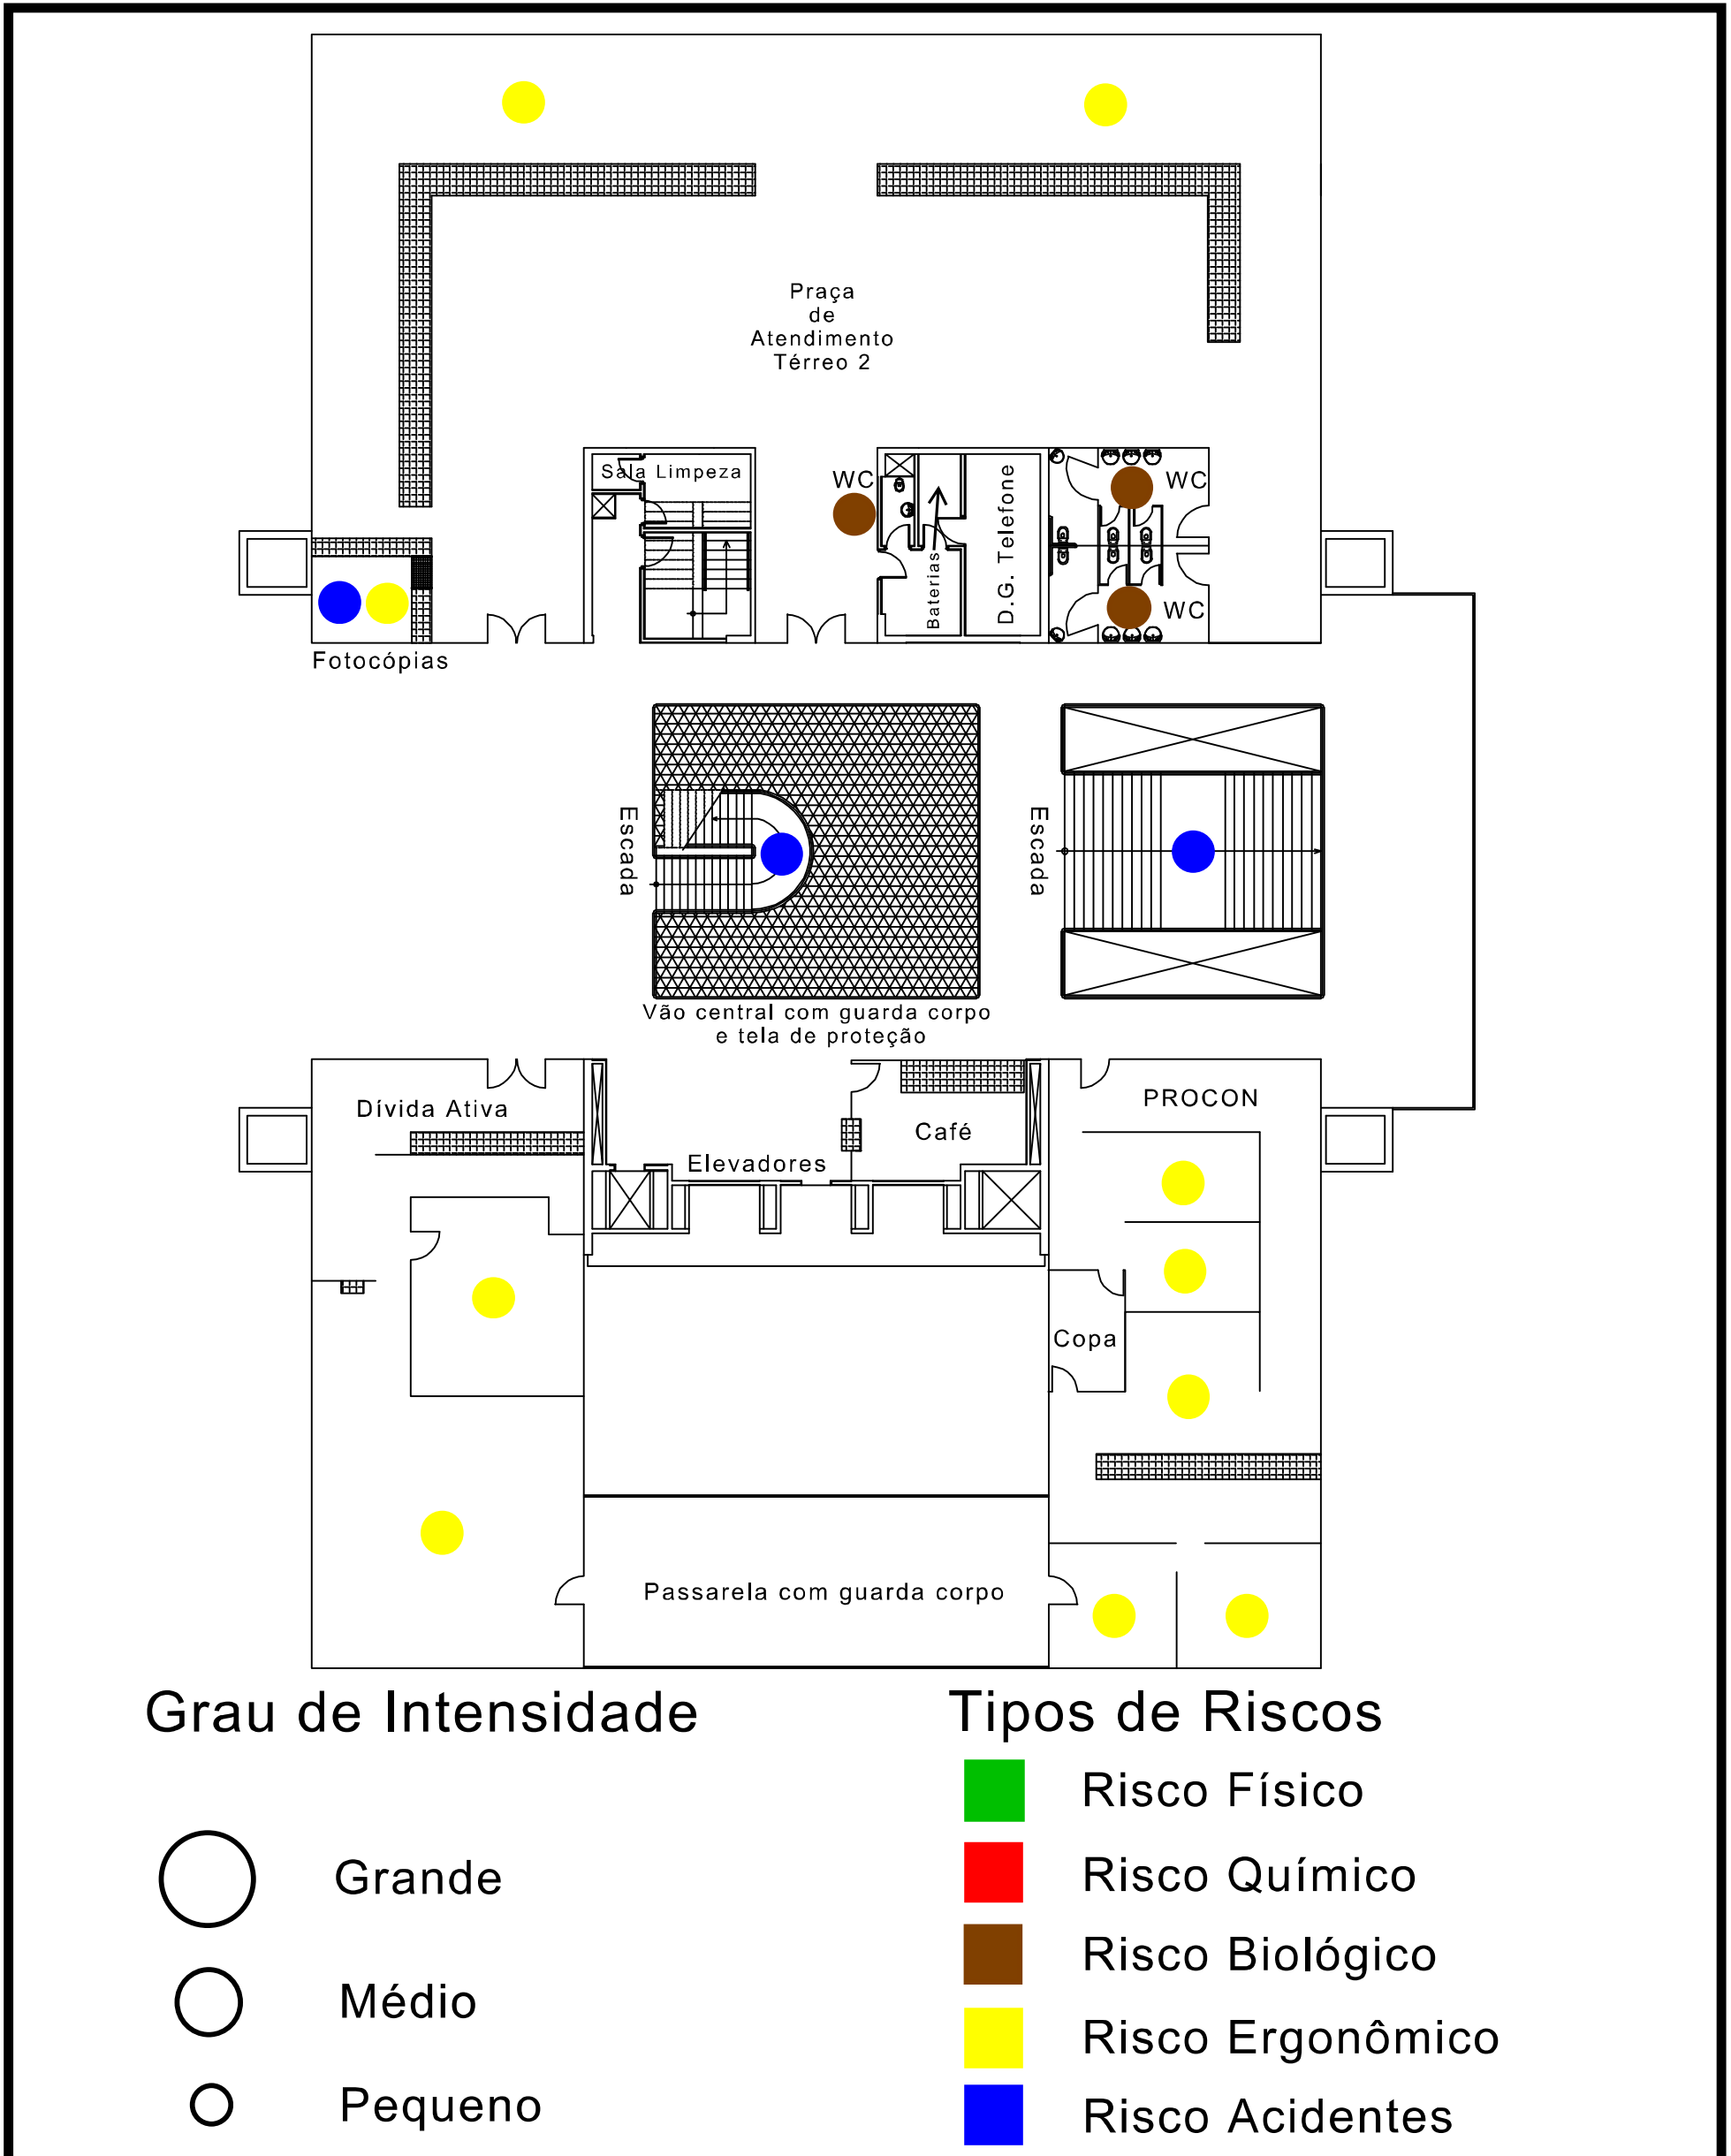 Praça
de
Atendimento
Térreo 2
Sala Limpeza
WC
Baterias
D.G. Telefone
WC
WC
Fotocópias
Escada
Escada
Vão central com guarda corpo
e tela de proteção
Dívida Ativa
Elevadores
Café
PROCON
Copa
Passarela com guarda corpo
Grau de Intensidade
Grande
Médio
Pequeno
Tipos de Riscos
Risco Físico
Risco Químico
Risco Biológico
Risco Ergonômico
Risco Acidentes